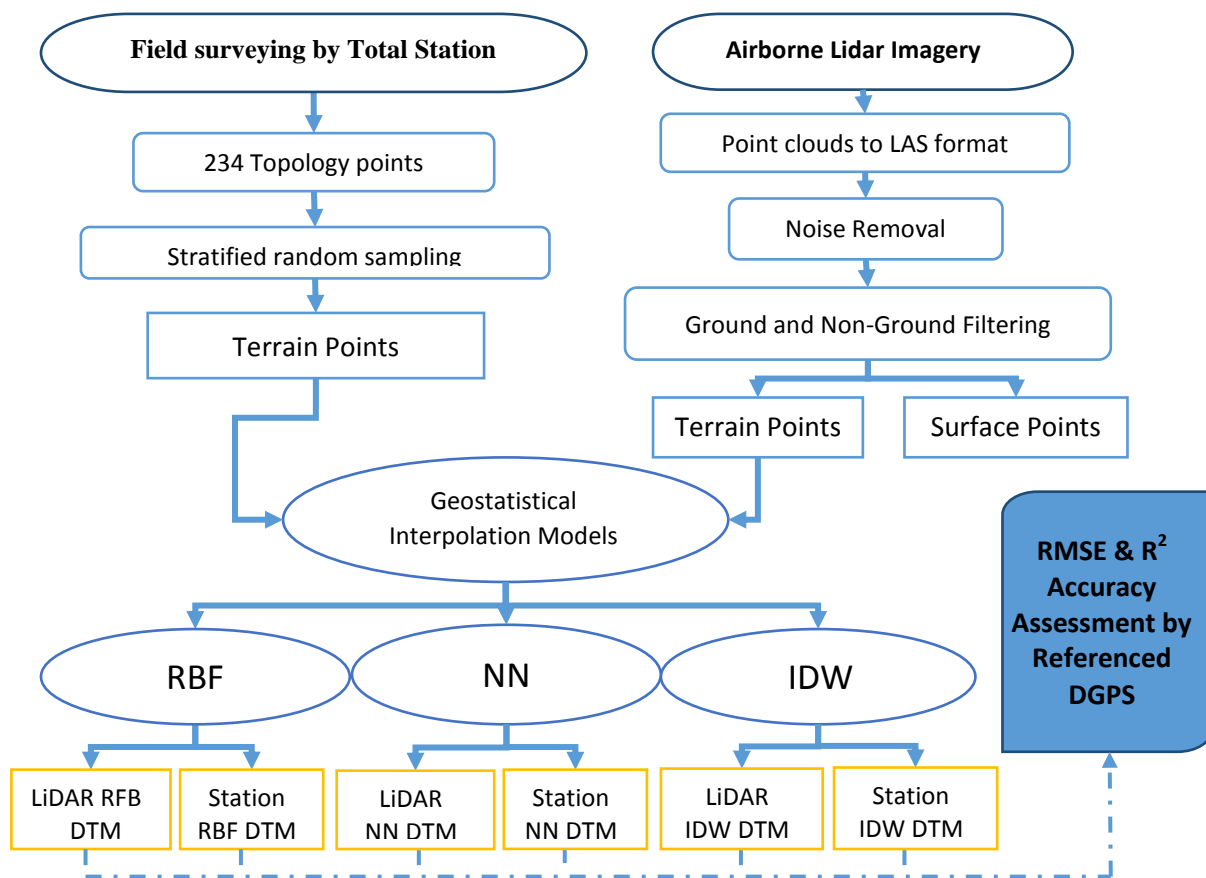 Field surveying by Total Station
Airborne Lidar Imagery
234 Topology points
Point clouds to LAS format
Stratified random sampling
Noise Removal
Terrain Points
Ground and Non-Ground Filtering
Terrain Points
Surface Points
Geostatistical
Interpolation Models
RMSE & R²
Accuracy
Assessment by
Referenced
DGPS
RBF
NN
IDW
LiDAR RFB
DTM
Station
RBF DTM
LiDAR
NN DTM
Station
NN DTM
LiDAR
IDW DTM
Station
IDW DTM